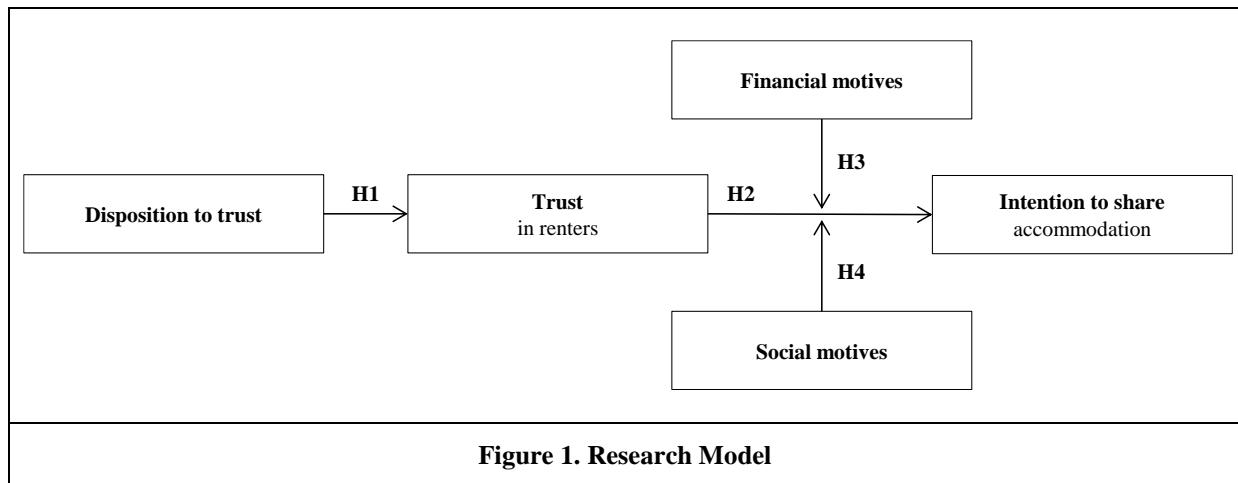 Financial motives
H3
Disposition to trust
H1
Trust
in renters
H2
Intention to share
accommodation
H4
Social motives
Figure 1. Research Model